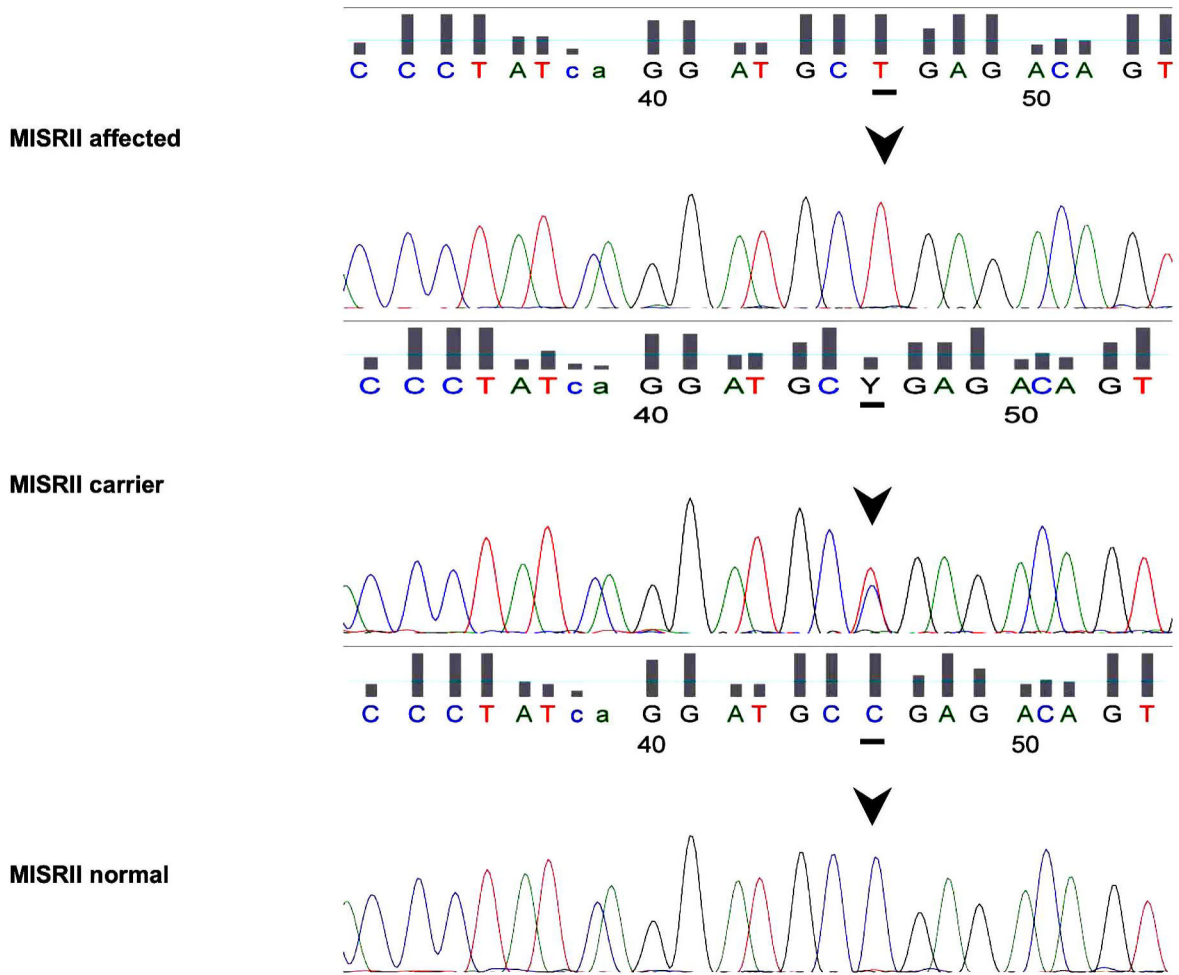 C C C T A T c a G G A T G C T G A G A C A G T
40 50
MISRII affected
C C C T A T c a G G A T G C Y G A G A C A G T
40 50
MISRII carrier
C C C T A T c a G G A T G C C G A G A C A G T
40 50
MISRII normal